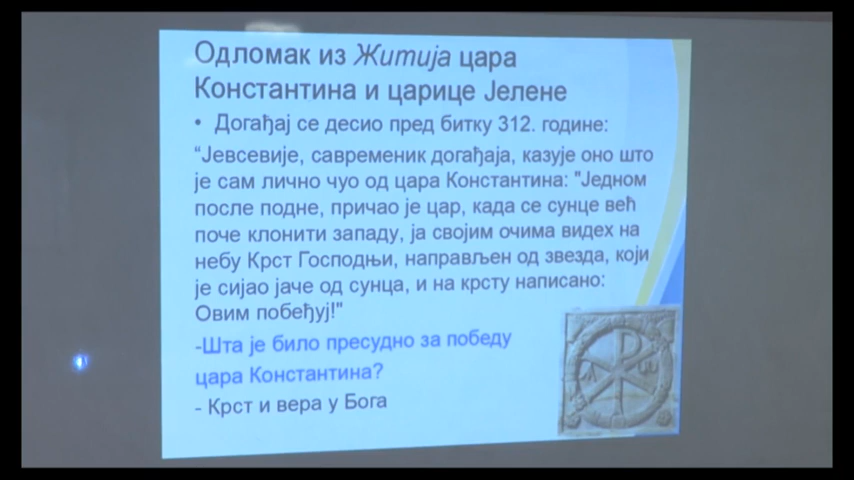 Одломак из Житија цара
Константина и царице Јелене
• Догађај се десио пред битку 312. године:
“Јевсевије, савременик догађаја, казује оно што
је сам лично чуо од цара Константина: "Једном
после подне, причао је цар, када се сунце већ
поче клонити западу, ја својим очима видех на
небу Крст Господњи, направљен од звезда, који
је сијао јаче од сунца, и на крсту написано:
Овим побеђуј!"
-Шта је било пресудно за победу
цара Константина?
- Крст и вера у Бога